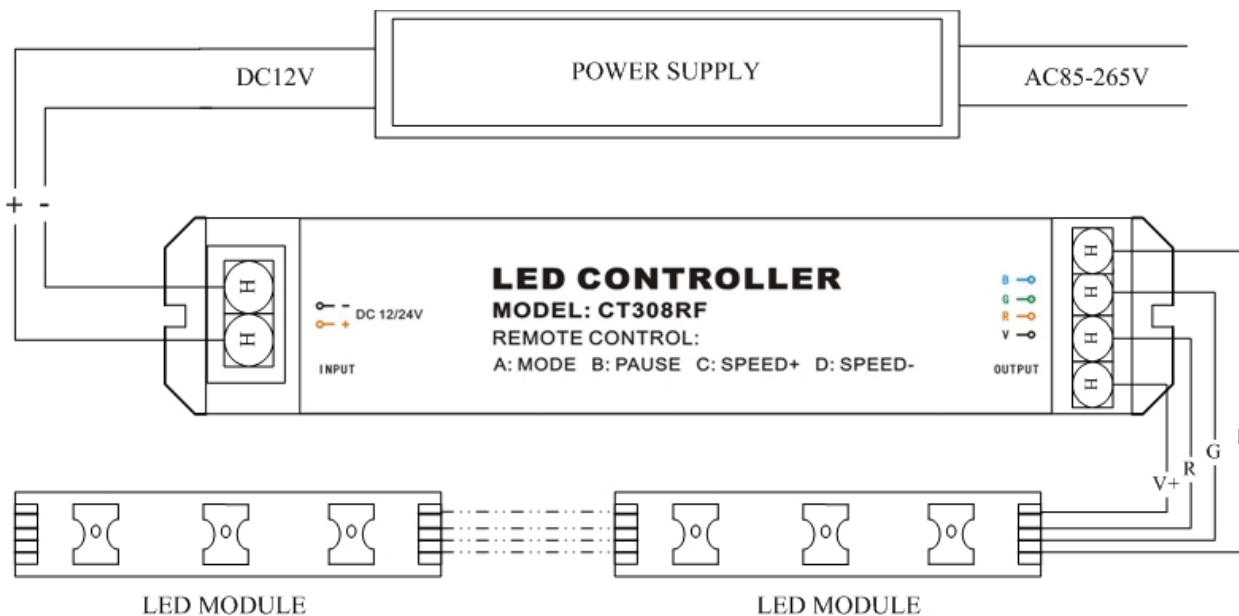 DC12V
POWER SUPPLY
AC85-265V
+ -
H
H
- DC 12/24V
+
INPUT
LED CONTROLLER
MODEL: CT308RF
REMOTE CONTROL:
A: MODE B: PAUSE C: SPEED+ D: SPEED-
B
G
R
V
OUTPUT
H
H
H
H
V+
R
G
LED MODULE
LED MODULE